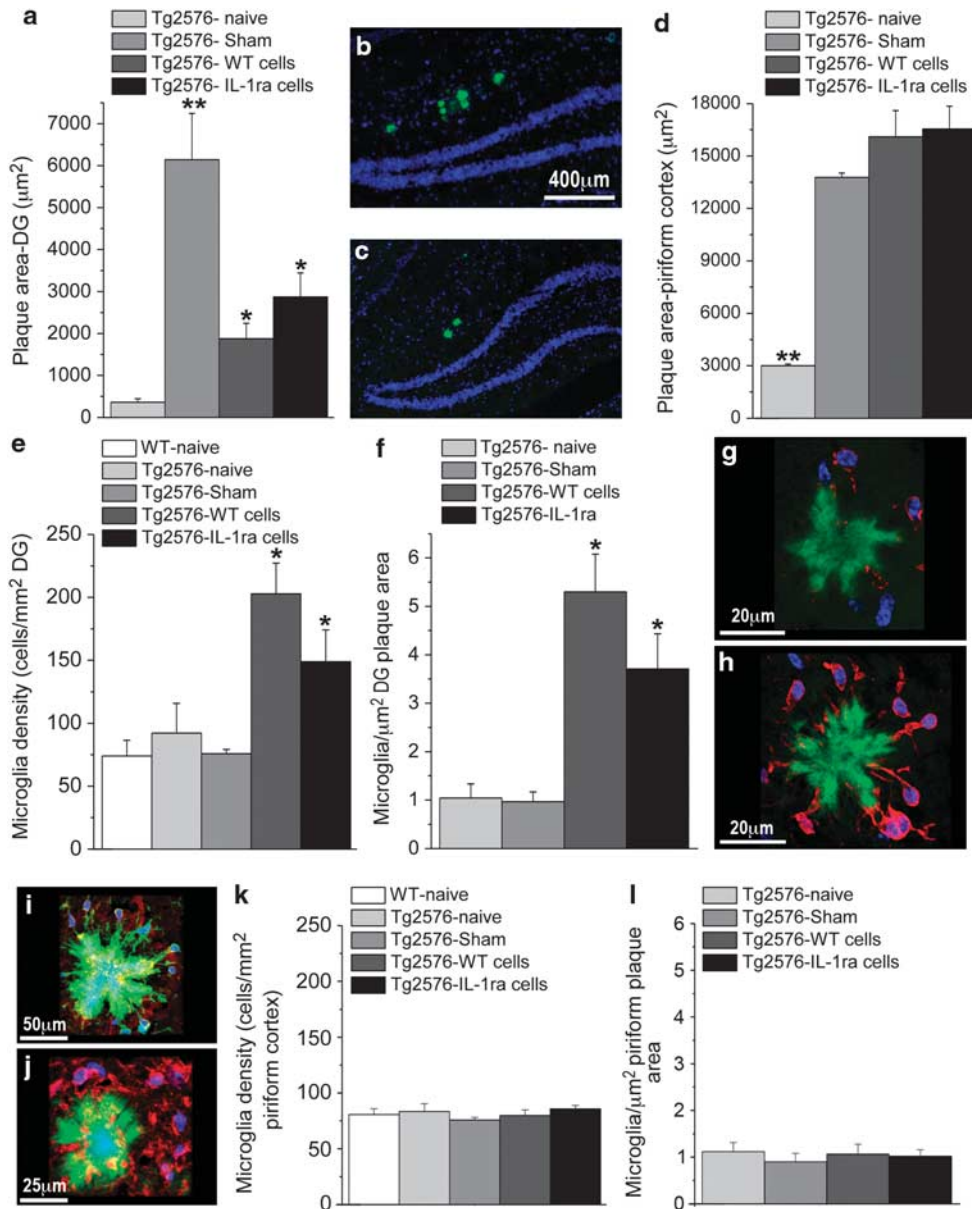 a
Tg2576- naive
Tg2576- Sham
Tg2576- WT cells
Tg2576- IL-1ra cells
Plaque area-DG (μm²)
7000
6000
5000
4000
3000
2000
1000
0
**
*
*
b
400μm
c
d
Tg2576- naive
Tg2576- Sham
Tg2576- WT cells
Tg2576- IL-1ra cells
Plaque area-piriform cortex (μm²)
18000
15000
12000
9000
6000
3000
0
**
e
WT-naive
Tg2576-naive
Tg2576-Sham
Tg2576-WT cells
Tg2576-IL-1ra cells
Microglia density (cells/mm² DG)
250
200
150
100
50
0
*
*
f
Tg2576- naive
Tg2576-Sham
Tg2576-WT cells
Tg2576-IL-1ra
Microglia/μm² DG plaque area
6
5
4
3
2
1
0
*
*
g
20μm
h
20μm
i
50μm
j
25μm
k
WT-naive
Tg2576-naive
Tg2576-Sham
Tg2576-WT cells
Tg2576-IL-1ra cells
Microglia density (cells/mm²
piriform cortex)
250
200
150
100
50
0
l
Tg2576-naive
Tg2576-Sham
Tg2576-WT cells
Tg2576-IL-1ra cells
Microglia/μm² piriform plaque
area
6
5
4
3
2
1
0